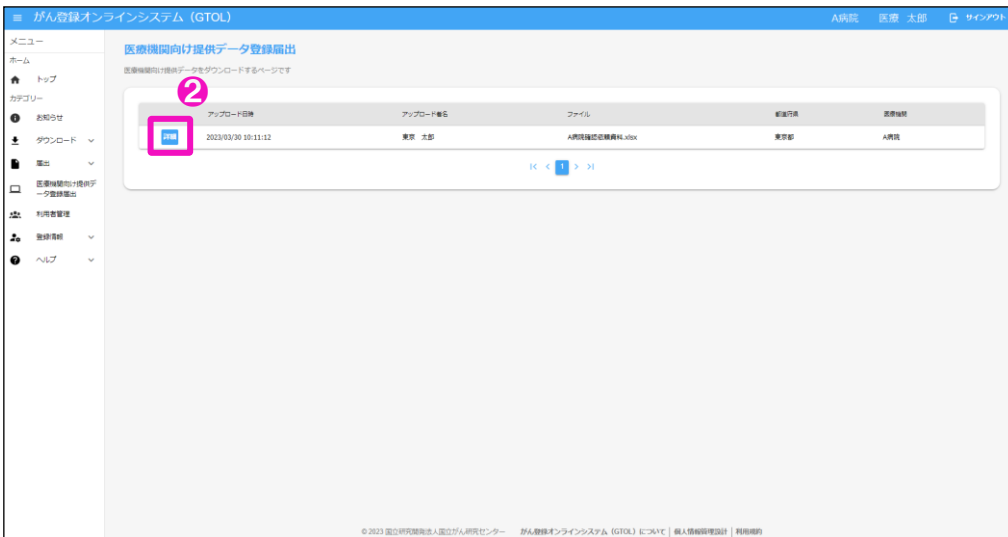 がん登録オンラインシステム（GTOL）
A病院 医療 太郎 サインアウト
メニュー
ホーム
トップ
カテゴリー
お知らせ
ダウンロード
届出
医療機関向け提供デ
ータ登録届出
利用者管理
登録情報
ヘルプ
医療機関向け提供データ登録届出
医療機関向け提供データをダウンロードするページです
2
アップロード日時 アップロード者名 ファイル 都道府県 医療機関
詳細 2023/03/30 10:11:12 東京 太郎 A病院確認依頼資料.xlsx 東京都 A病院
1
© 2023 国立研究開発法人国立がん研究センター がん登録オンラインシステム（GTOL）について | 個人情報管理設計 | 利用規約